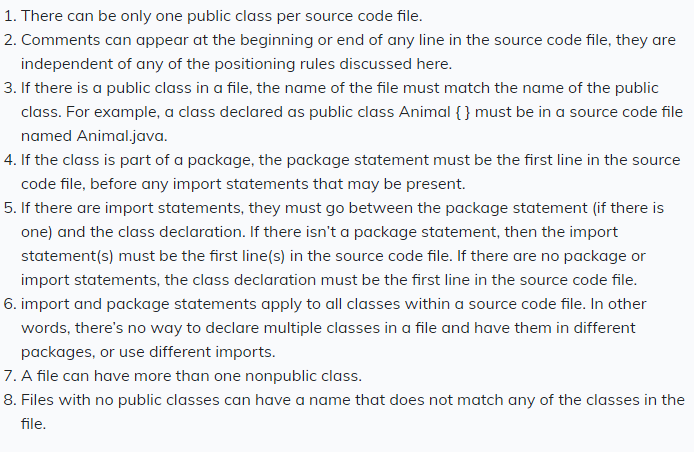 1. There can be only one public class per source code file.
2. Comments can appear at the beginning or end of any line in the source code file, they are
independent of any of the positioning rules discussed here.
3. If there is a public class in a file, the name of the file must match the name of the public
class. For example, a class declared as public class Animal { } must be in a source code file
named Animal.java.
4. If the class is part of a package, the package statement must be the first line in the source
code file, before any import statements that may be present.
5. If there are import statements, they must go between the package statement (if there is
one) and the class declaration. If there isn't a package statement, then the import
statement(s) must be the first line(s) in the source code file. If there are no package or
import statements, the class declaration must be the first line in the source code file.
6. import and package statements apply to all classes within a source code file. In other
words, there's no way to declare multiple classes in a file and have them in different
packages, or use different imports.
7. A file can have more than one nonpublic class.
8. Files with no public classes can have a name that does not match any of the classes in the
file.